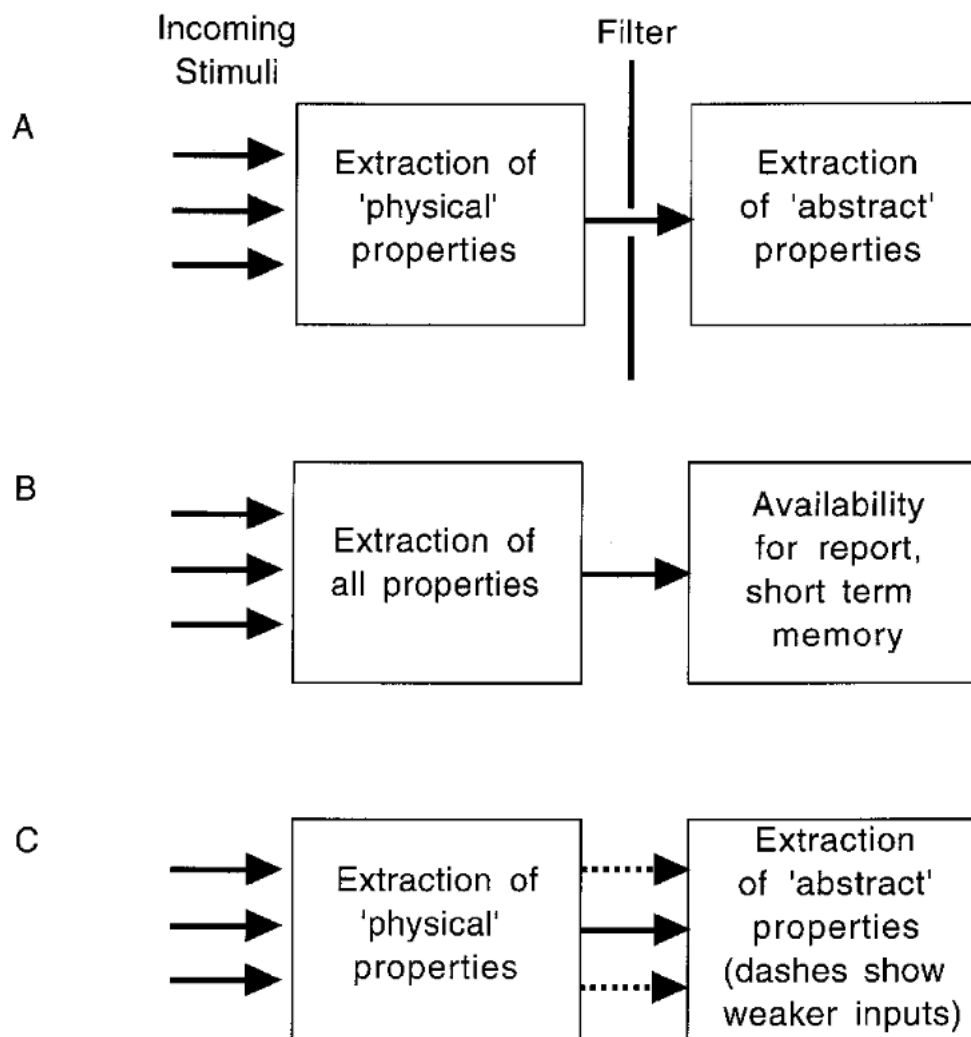 Incoming
Stimuli
Filter
A
Extraction of
'physical'
properties
Extraction
of 'abstract'
properties
B
Extraction of
all properties
Availability
for report,
short term
memory
C
Extraction of
'physical'
properties
Extraction
of 'abstract'
properties
(dashes show
weaker inputs)